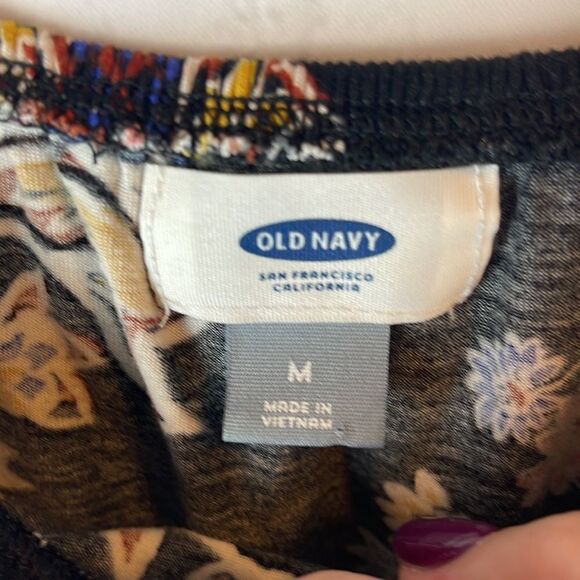 OLD NAVY
SAN FRANCISCO
CALIFORNIA
M
MADE IN
VIETNAM